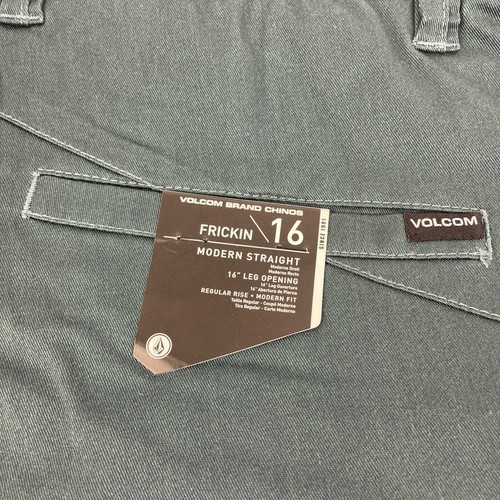 VOLCOM BRAND CHINOS
FRICKIN \ 16
SINCE 1991
MODERN STRAIGHT
Moderne Droit
Moderno Recto
16" LEG OPENING
16" Leg Ouverture
16" Abertura de Pierna
REGULAR RISE • MODERN FIT
Taille Regular - Coupé Moderne
Tiro Regular - Corte Moderno
VOLCOM